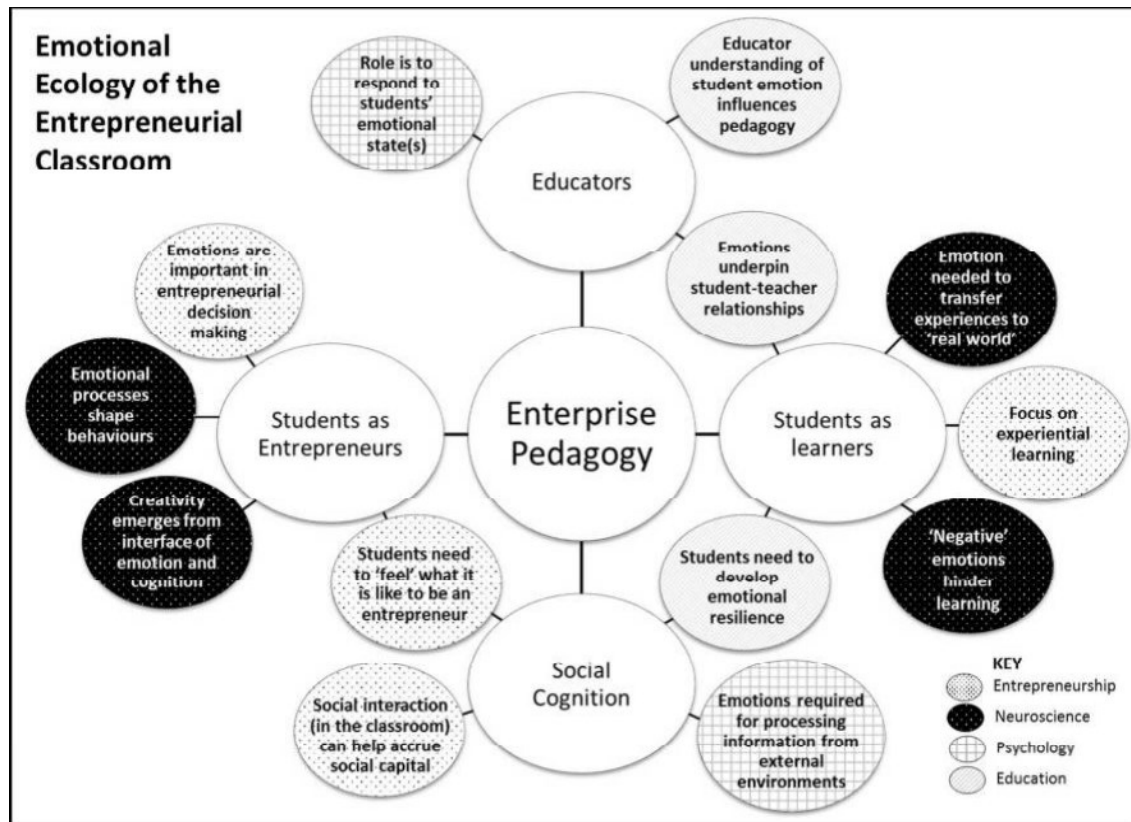 Emotional
Ecology of the
Entrepreneurial
Classroom
Role is to
respond to
students'
emotional
state(s)
Educator
understanding of
student emotion
influences
pedagogy
Educators
Emotions are
important in
entrepreneurial
decision
making
Emotions
underpin
student-teacher
relationships
Emotion
needed to
transfer
experiences to
'real world'
Emotional
processes
shape
behaviours
Students as
Entrepreneurs
Enterprise
Pedagogy
Students as
learners
Focus on
experiential
learning
Creativity
emerges from
interface of
emotion and
cognition
Students need
to 'feel' what it
is like to be an
entrepreneur
Students need to
develop
emotional
resilience
'Negative'
emotions
hinder
learning
Social
Cognition
Social interaction
(in the classroom)
can help accrue
social capital
Emotions required
for processing
information from
external
environments
KEY
Entrepreneurship
Neuroscience
Psychology
Education